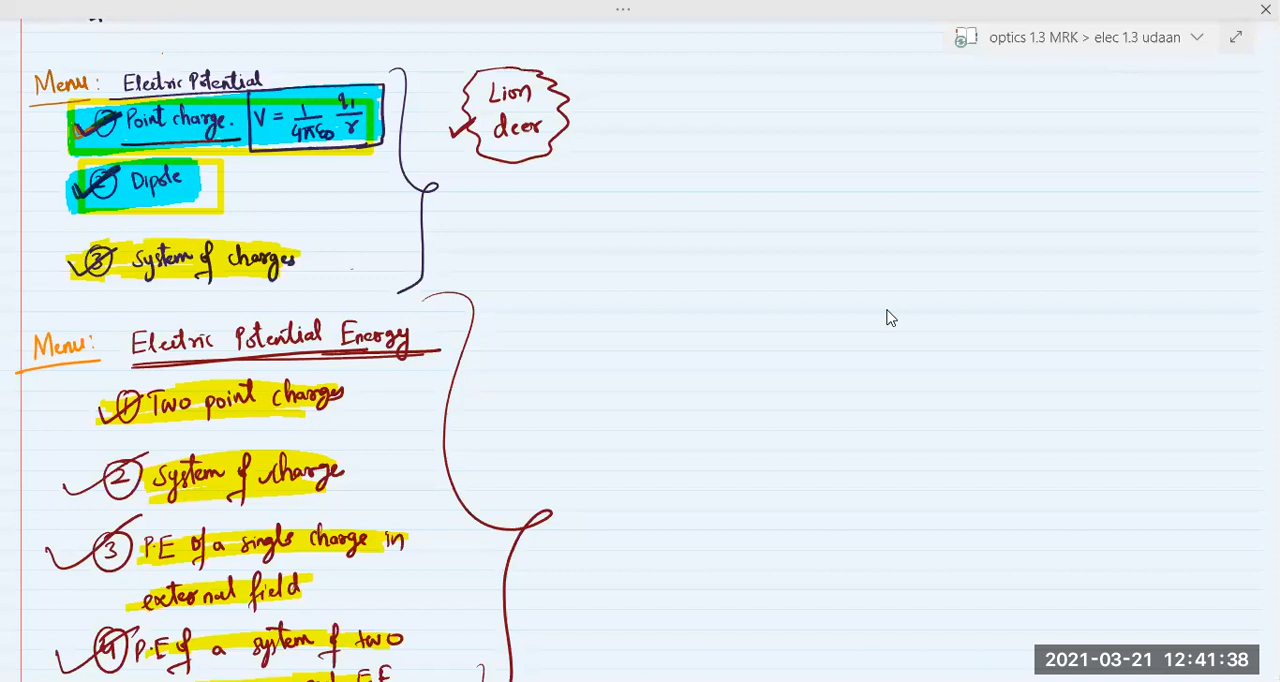 optics 1.3 MRK > elec 1.3 udaan
Menu: Electric Potential
① Point charge. V = 1/4πε₀ q₁/r
② Dipole
③ System of charges
Lion
deer
Menu: Electric Potential Energy
① Two point charges
② System of charge
③ P.E of a single charge in
external field
④ P.E of a system of two
2021-03-21 12:41:38